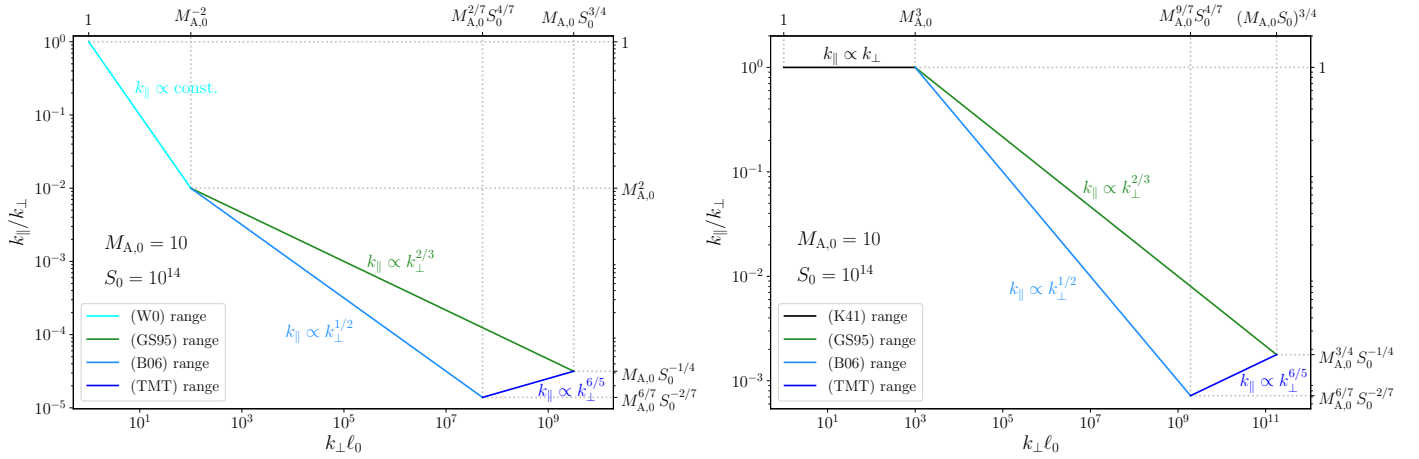 1 M_{A,0}^{-2} M_{A,0}^{2/7}S_0^{4/7} M_{A,0} S_0^{3/4}
10^0
10^{-1}
10^{-2}
10^{-3}
10^{-4}
10^{-5}
k_∥/k_⊥
k_∥ ∝ const.
k_∥ ∝ k_⊥^{2/3}
k_∥ ∝ k_⊥^{1/2}
k_∥ ∝ k_⊥^{6/5}
M_{A,0} = 10
S_0 = 10^{14}
(W0) range
(GS95) range
(B06) range
(TMT) range
1
M_{A,0}^2
M_{A,0} S_0^{-1/4}
M_{A,0}^{6/7} S_0^{-2/7}
10^1 10^3 10^5 10^7 10^9
k_⊥ℓ_0
1 M_{A,0}^3 M_{A,0}^{9/7}S_0^{4/7} (M_{A,0}S_0)^{3/4}
10^0
10^{-1}
10^{-2}
10^{-3}
k_∥/k_⊥
k_∥ ∝ k_⊥
k_∥ ∝ k_⊥^{2/3}
k_∥ ∝ k_⊥^{1/2}
k_∥ ∝ k_⊥^{6/5}
M_{A,0} = 10
S_0 = 10^{14}
(K41) range
(GS95) range
(B06) range
(TMT) range
1
M_{A,0}^{3/4} S_0^{-1/4}
M_{A,0}^{6/7} S_0^{-2/7}
10^1 10^3 10^5 10^7 10^9 10^{11}
k_⊥ℓ_0